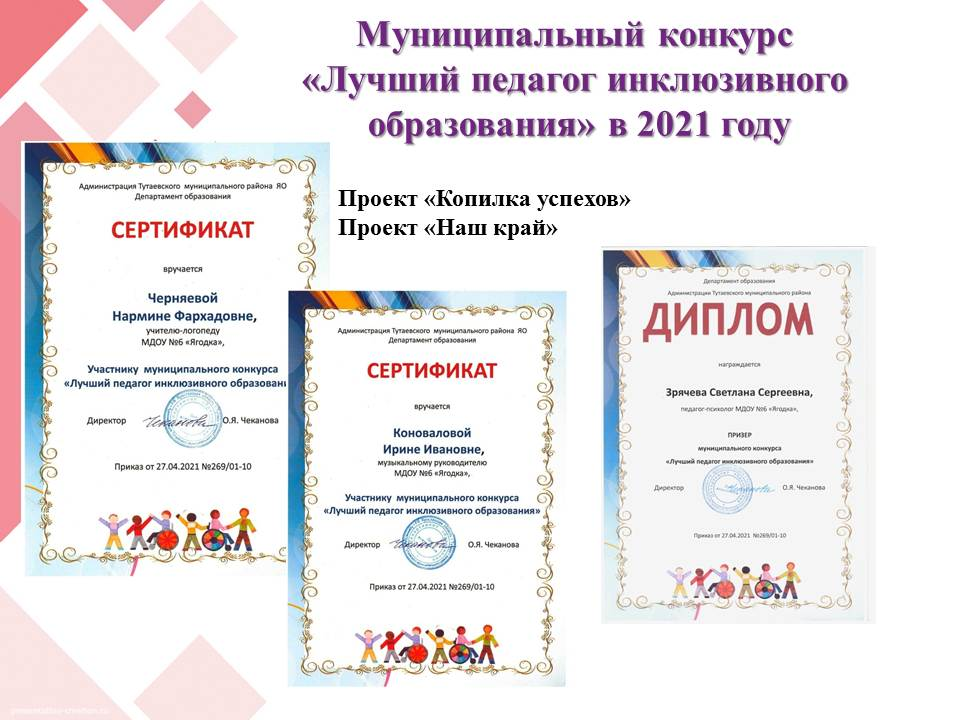 Муниципальный конкурс
«Лучший педагог инклюзивного
образования» в 2021 году
Проект «Копилка успехов»
Проект «Наш край»
Администрация Тутаевского муниципального района ЯО
Департамент образования
СЕРТИФИКАТ
вручается
Черняевой
Нармине Фархадовне,
учителю-логопеду
МДОУ №6 «Ягодка»,
Участнику муниципального конкурса
«Лучший педагог инклюзивного образован
Директор О.Я. Чеканова
Приказ от 27.04.2021 №269/01-10
Администрация Тутаевского муниципального района ЯО
Департамент образования
СЕРТИФИКАТ
вручается
Коноваловой
Ирине Ивановне,
музыкальному руководителю
МДОУ №6 «Ягодка»,
Участнику муниципального конкурса
«Лучший педагог инклюзивного образования»
Директор О.Я. Чеканова
Приказ от 27.04.2021 №269/01-10
Департамент образования
Администрации Тутаевского муниципального района
ДИПЛОМ
награждается
Зрячева Светлана Сергеевна,
педагог-психолог МДОУ №6 «Ягодка»,
ПРИЗЕР
муниципального конкурса
«Лучший педагог инклюзивного образования»
Директор О.Я. Чеканова
Приказ от 27.04.2021 №269/01-10
presentation-creation.ru